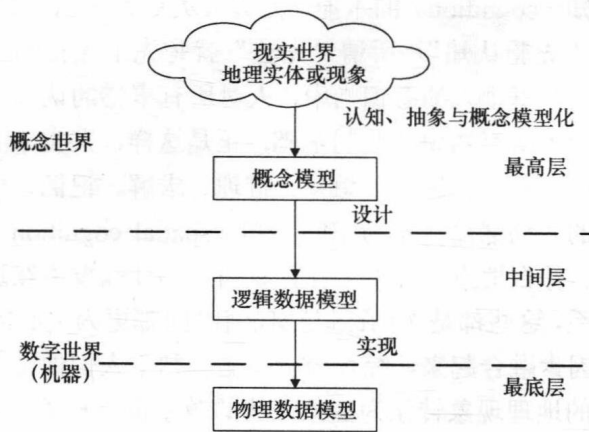 现实世界
地理实体或现象
认知、抽象与概念模型化
概念世界
最高层
概念模型
设计
中间层
逻辑数据模型
数字世界
(机器)
实现
最底层
物理数据模型